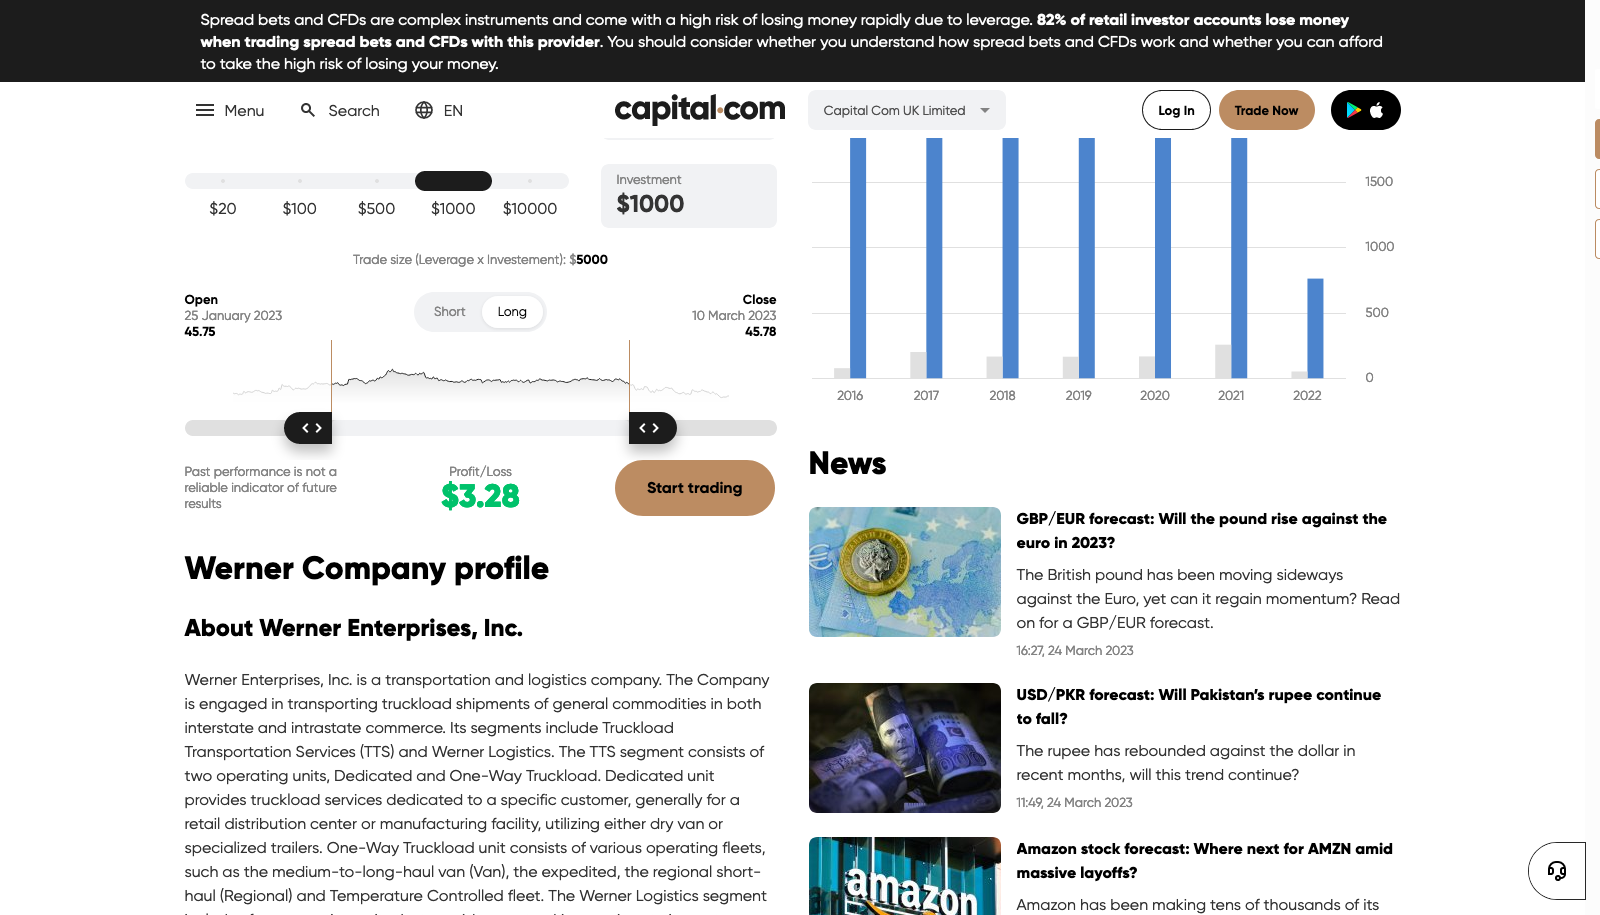 Spread bets and CFDs are complex instruments and come with a high risk of losing money rapidly due to leverage. 82% of retail investor accounts lose money
when trading spread bets and CFDs with this provider. You should consider whether you understand how spread bets and CFDs work and whether you can afford
to take the high risk of losing your money.
Menu
Search
EN
capital.com
Capital Com UK Limited
Log In
Trade Now
$20
$100
$500
$1000
$10000
Investment
$1000
Trade size (Leverage x Investement): $5000
Open
25 January 2023
45.75
Short
Long
Close
10 March 2023
45.78
Past performance is not a
reliable indicator of future
results
Profit/Loss
$3.28
Start trading
Werner Company profile
About Werner Enterprises, Inc.
Werner Enterprises, Inc. is a transportation and logistics company. The Company
is engaged in transporting truckload shipments of general commodities in both
interstate and intrastate commerce. Its segments include Truckload
Transportation Services (TTS) and Werner Logistics. The TTS segment consists of
two operating units, Dedicated and One-Way Truckload. Dedicated unit
provides truckload services dedicated to a specific customer, generally for a
retail distribution center or manufacturing facility, utilizing either dry van or
specialized trailers. One-Way Truckload unit consists of various operating fleets,
such as the medium-to-long-haul van (Van), the expedited, the regional short-
haul (Regional) and Temperature Controlled fleet. The Werner Logistics segment
1500
1000
500
0
2016
2017
2018
2019
2020
2021
2022
News
GBP/EUR forecast: Will the pound rise against the
euro in 2023?
The British pound has been moving sideways
against the Euro, yet can it regain momentum? Read
on for a GBP/EUR forecast.
16:27, 24 March 2023
USD/PKR forecast: Will Pakistan's rupee continue
to fall?
The rupee has rebounded against the dollar in
recent months, will this trend continue?
11:49, 24 March 2023
amazon
Amazon stock forecast: Where next for AMZN amid
massive layoffs?
Amazon has been making tens of thousands of its